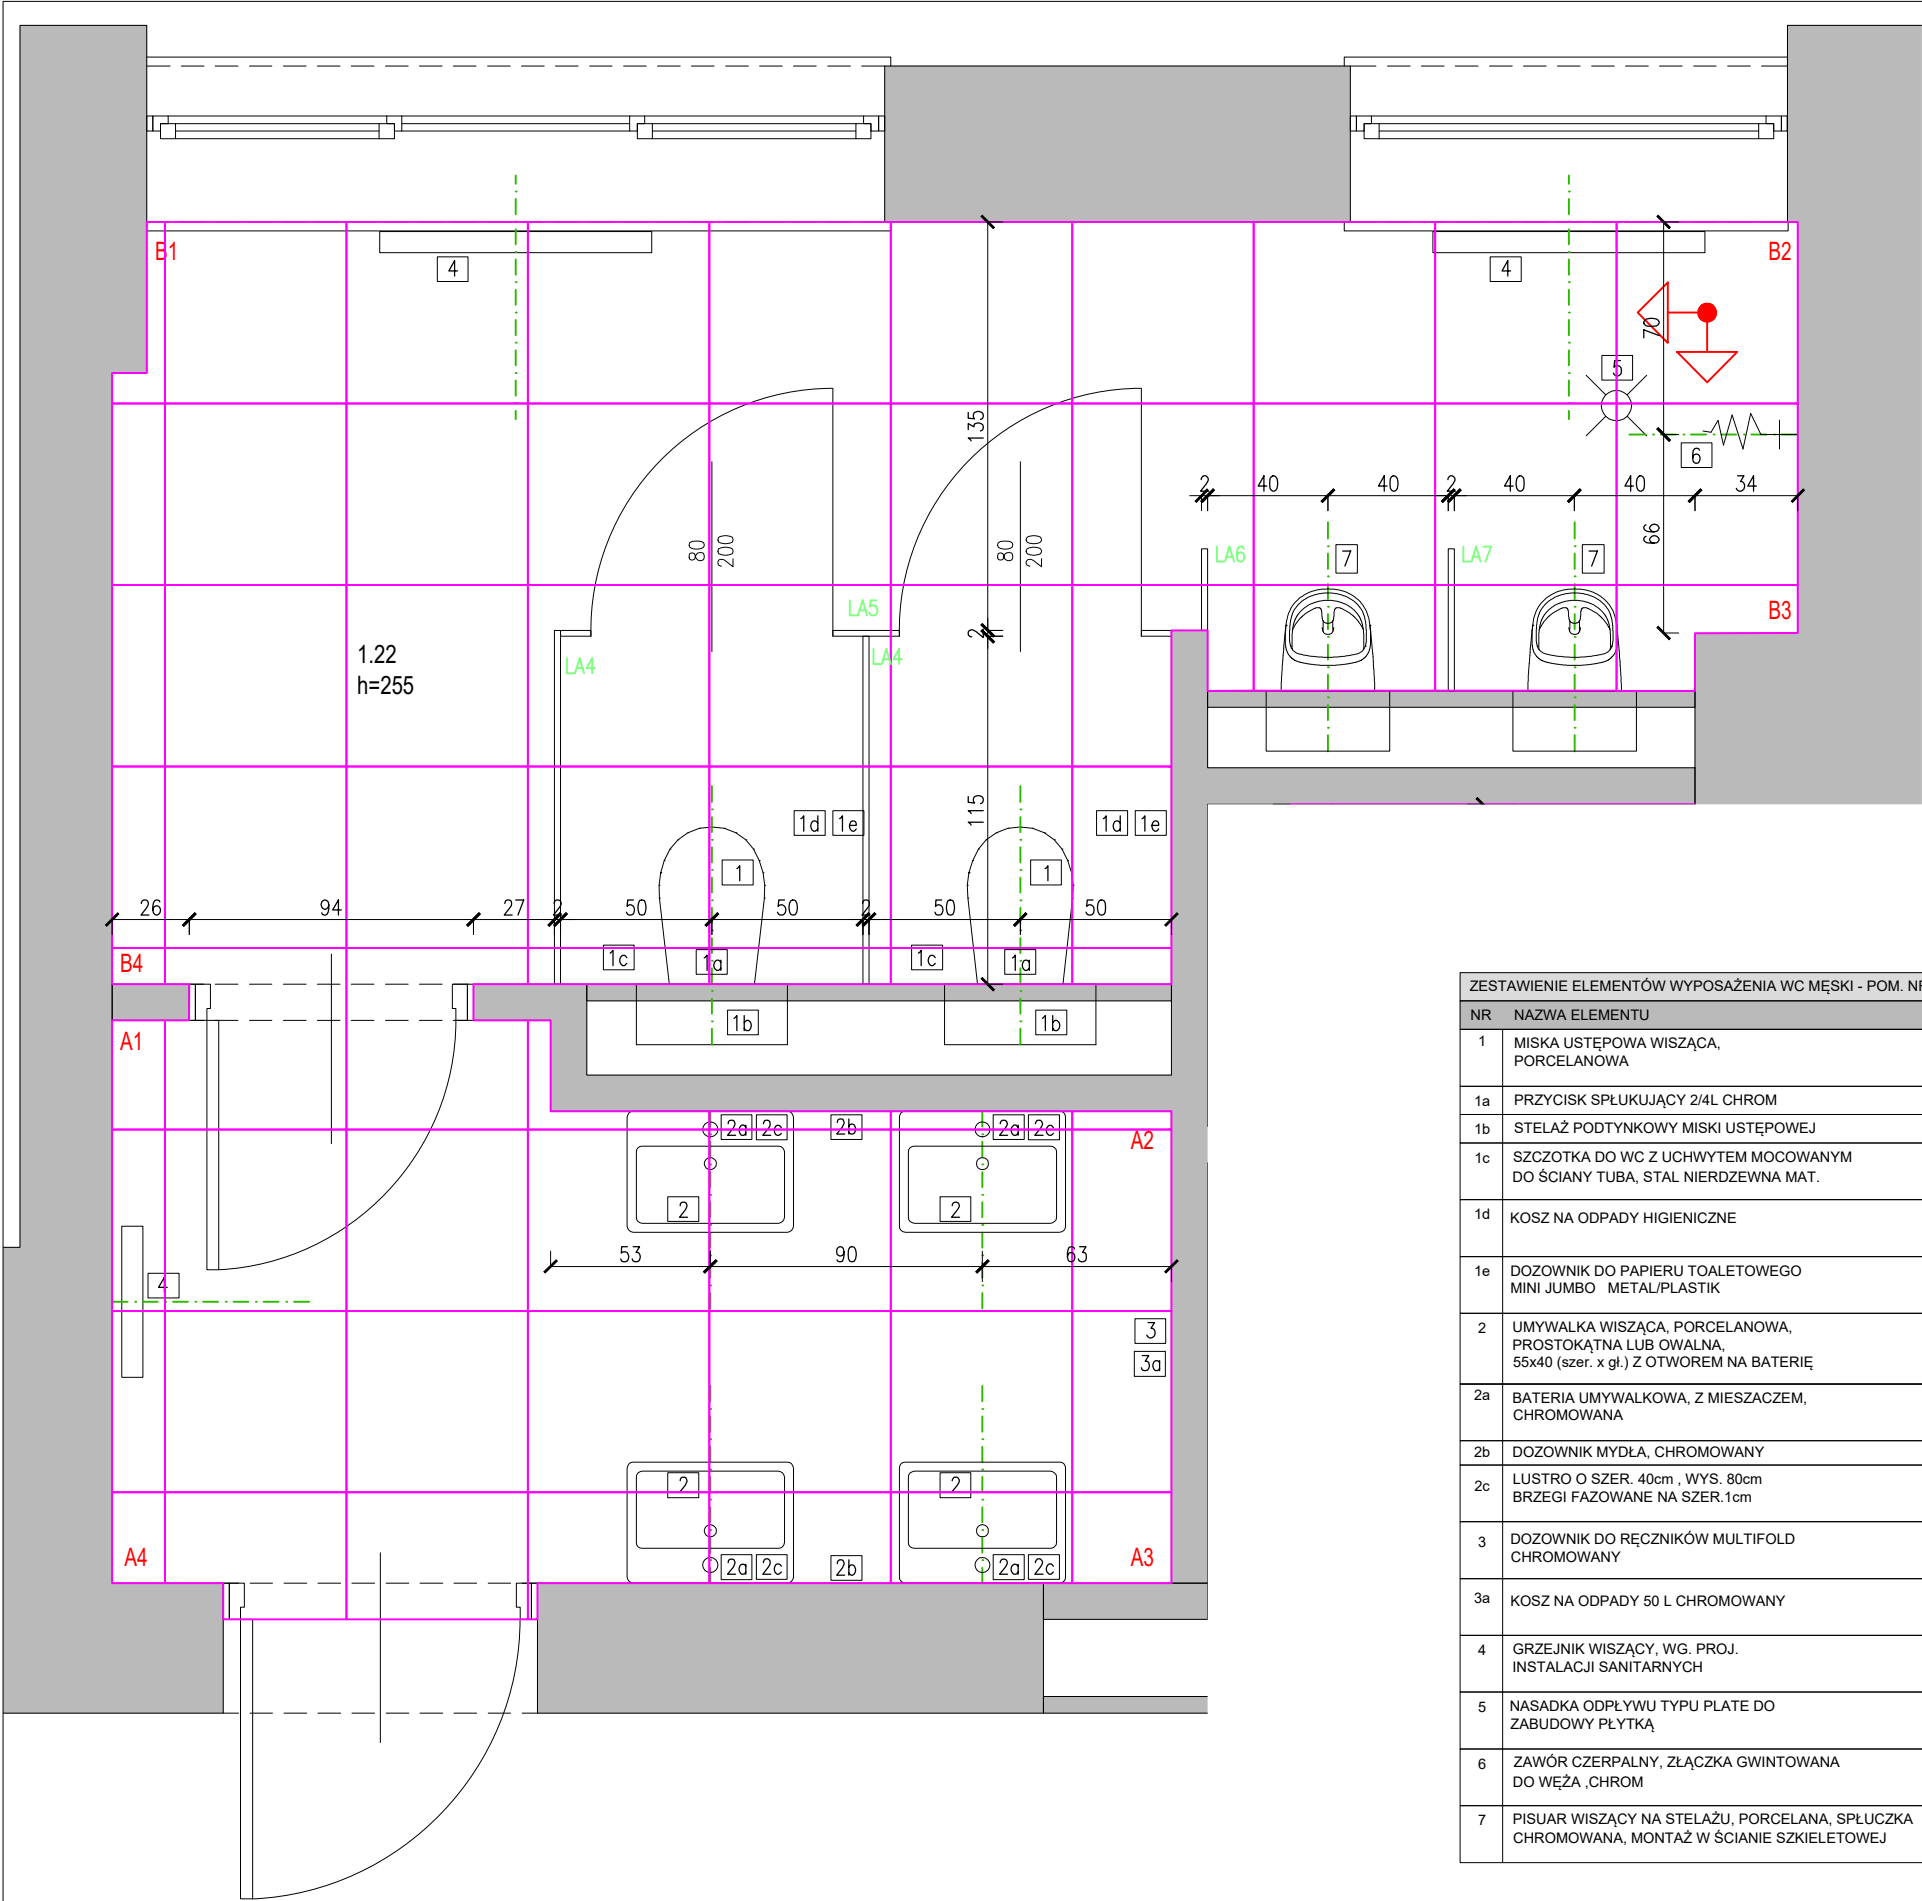 B1
4
4
B2
70
5
135
6
2
40
40
2
40
40
34
80
200
80
200
LA6
7
LA7
7
66
LA5
B3
2
LA4
LA4
1.22
h=255
115
1d
1e
1d
1e
1
1
26
94
27
2
50
50
2
50
50
1c
1a
1c
1a
B4
1b
1b
A1
2a
2c
2b
2a
2c
A2
2
2
53
90
63
4
3
3a
2
2
A4
A3
2a
2c
2b
2a
2c
ZESTAWIENIE ELEMENTÓW WYPOSAŻENIA WC MĘSKI - POM.
NR NAZWA ELEMENTU
1 MISKA USTĘPOWA WISZĄCA,
PORCELANOWA
1a PRZYCISK SPŁUKUJĄCY 2/4L CHROM
1b STELAŻ PODTYNKOWY MISKI USTĘPOWEJ
1c SZCZOTKA DO WC Z UCHWYTEM MOCOWANYM
DO ŚCIANY TUBA, STAL NIERDZEWNA MAT.
1d KOSZ NA ODPADY HIGIENICZNE
1e DOZOWNIK DO PAPIERU TOALETOWEGO
MINI JUMBO METAL/PLASTIK
2 UMYWALKA WISZĄCA, PORCELANOWA,
PROSTOKĄTNA LUB OWALNA,
55x40 (szer. x gł.) Z OTWOREM NA BATERIĘ
2a BATERIA UMYWALKOWA, Z MIESZACZEM,
CHROMOWANA
2b DOZOWNIK MYDŁA, CHROMOWANY
2c LUSTRO O SZER. 40cm , WYS. 80cm
BRZEGI FAZOWANE NA SZER.1cm
3 DOZOWNIK DO RĘCZNIKÓW MULTIFOLD
CHROMOWANY
3a KOSZ NA ODPADY 50 L CHROMOWANY
4 GRZEJNIK WISZĄCY, WG. PROJ.
INSTALACJI SANITARNYCH
5 NASADKA ODPŁYWU TYPU PLATE DO
ZABUDOWY PŁYTKĄ
6 ZAWÓR CZERPALNY, ZŁĄCZKA GWINTOWANA
DO WĘŻA ,CHROM
7 PISUAR WISZĄCY NA STELAŻU, PORCELANA, SPŁUCZKA
CHROMOWANA, MONTAŻ W ŚCIANIE SZKIELETOWEJ